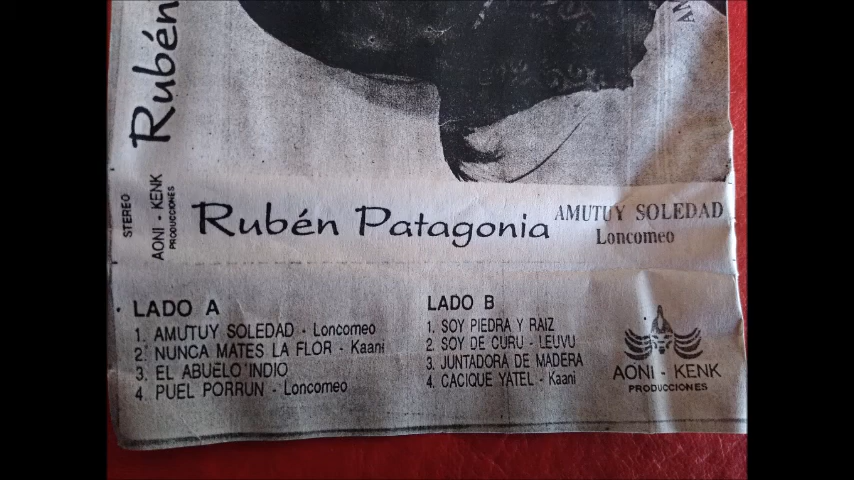 Rubén
AM
STEREO
AONI - KENK
PRODUCCIONES
Rubén Patagonia
AMUTUY SOLEDAD
Loncomeo
LADO A
1. AMUTUY SOLEDAD - Loncomeo
2. NUNCA MATES LA FLOR - Kaani
3. EL ABUELO INDIO
4. PUEL PORRUN - Loncomeo
LADO B
1. SOY PIEDRA Y RAIZ
2. SOY DE CURU - LEUVU
3. JUNTADORA DE MADERA
4. CACIQUE YATEL - Kaani
AONI - KENK
PRODUCCIONES